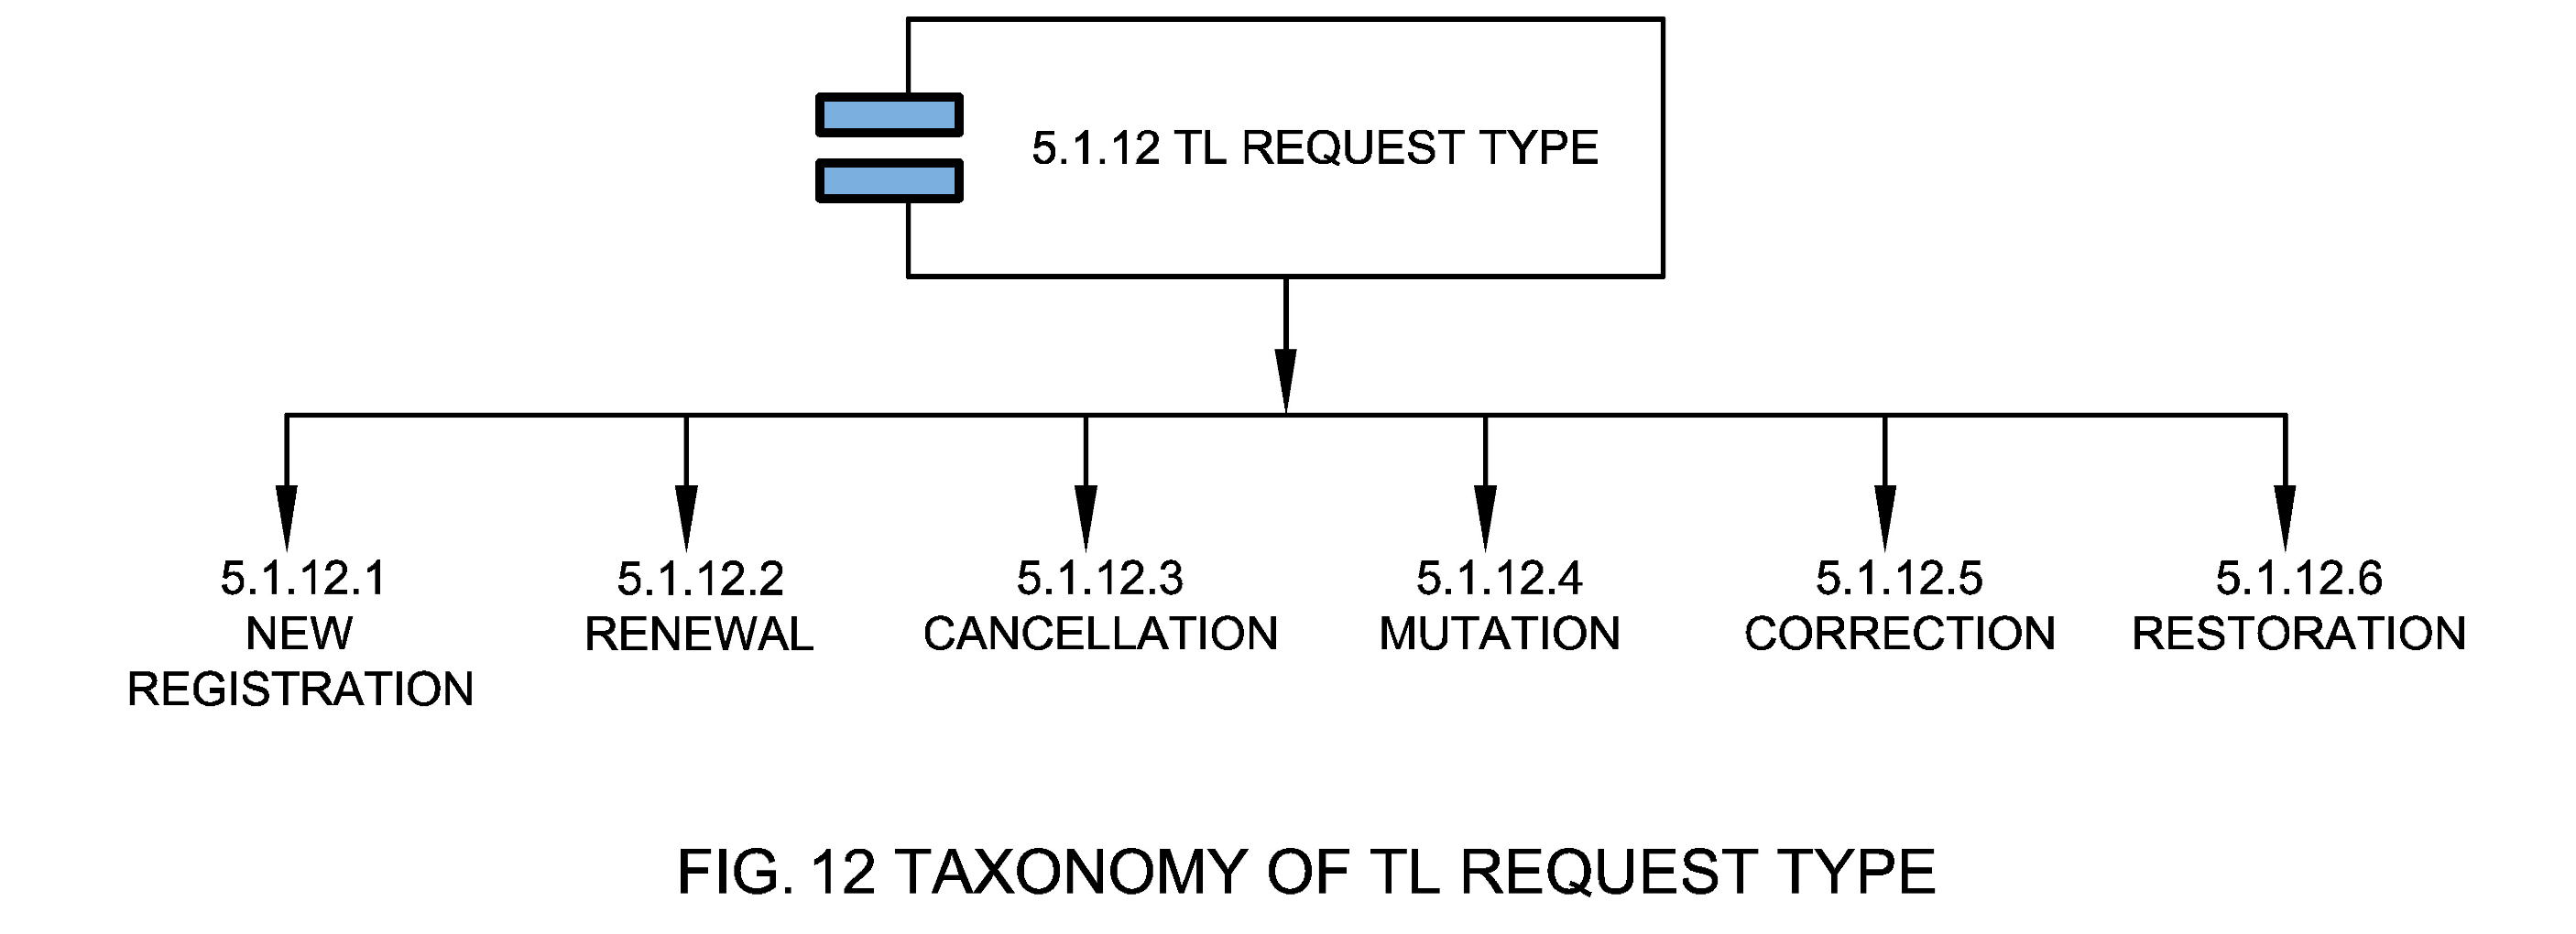 5.1.12 TL REQUEST TYPE
5.1.12.1
NEW
REGISTRATION
5.1.12.2
RENEWAL
5.1.12.3
CANCELLATION
5.1.12.4
MUTATION
5.1.12.5
CORRECTION
5.1.12.6
RESTORATION
FIG. 12 TAXONOMY OF TL REQUEST TYPE